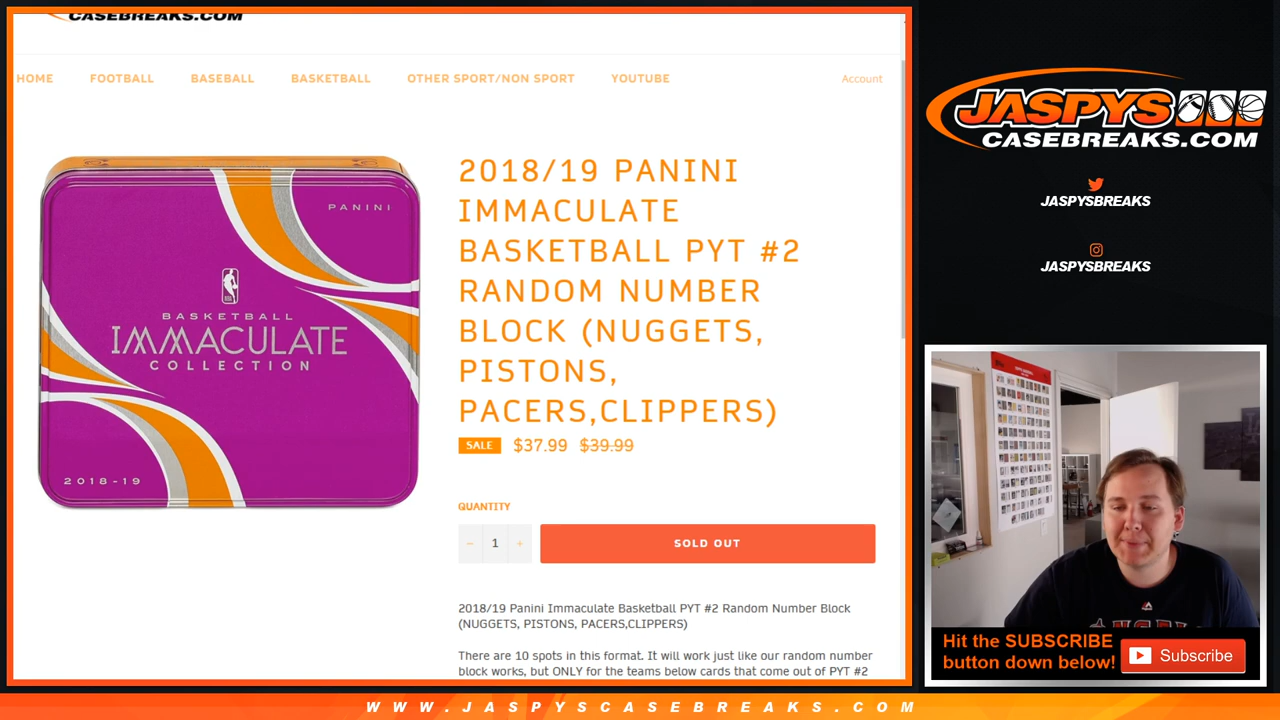 CASEBREAKS.COM
HOME FOOTBALL BASEBALL BASKETBALL OTHER SPORT/NON SPORT YOUTUBE Account
PANINI
BASKETBALL
IMMACULATE
COLLECTION
2018-19
2018/19 PANINI
IMMACULATE
BASKETBALL PYT #2
RANDOM NUMBER
BLOCK (NUGGETS,
PISTONS,
PACERS,CLIPPERS)
SALE $37.99 $39.99
QUANTITY
− 1 + SOLD OUT
2018/19 Panini Immaculate Basketball PYT #2 Random Number Block
(NUGGETS, PISTONS, PACERS,CLIPPERS)
There are 10 spots in this format. It will work just like our random number
block works, but ONLY for the teams below cards that come out of PYT #2
JASPYS
CASEBREAKS.COM
JASPYSBREAKS
JASPYSBREAKS
Hit the SUBSCRIBE
button down below!
Subscribe
WWW.JASPYSCASEBREAKS.COM